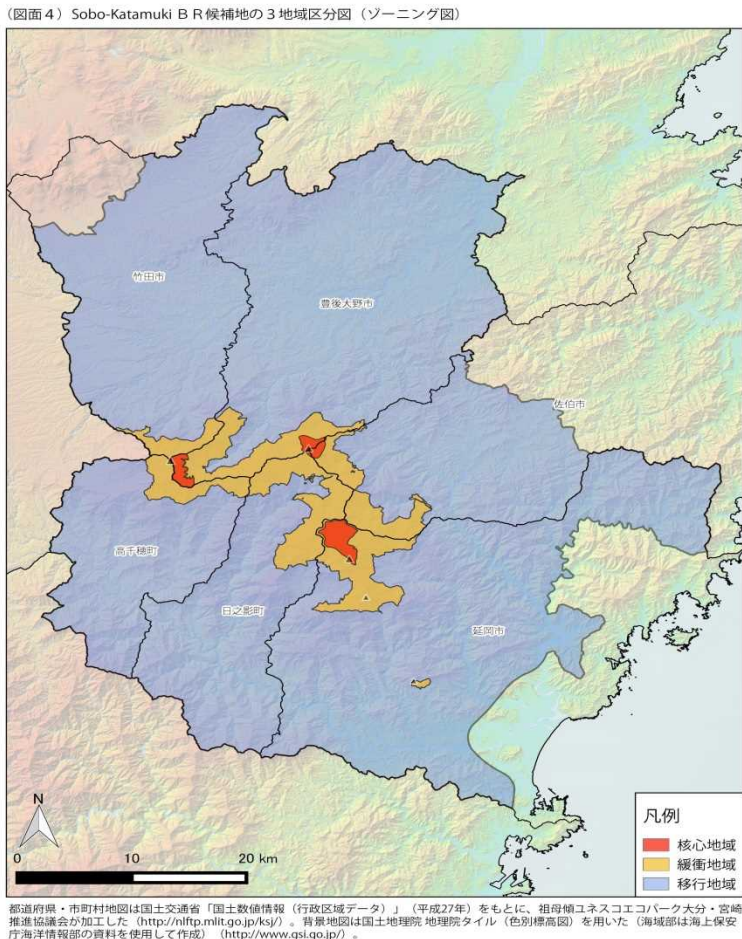 (図面４) Sobo-Katamuki ＢＲ候補地の３地域区分図 (ゾーニング図)
竹田市
豊後大野市
佐伯市
高千穂町
日之影町
延岡市
N
0 10 20 km
凡例
核心地域
緩衝地域
移行地域
都道府県・市町村地図は国土交通省「国土数値情報（行政区域データ）」（平成27年）をもとに、祖母傾ユネスコエコパーク大分・宮崎
推進協議会が加工した（http://nlftp.mlit.go.jp/ksj/）。背景地図は国土地理院 地理院タイル（色別標高図）を用いた（海域部は海上保安
庁海洋情報部の資料を使用して作成）（http://www.gsi.go.jp/）。